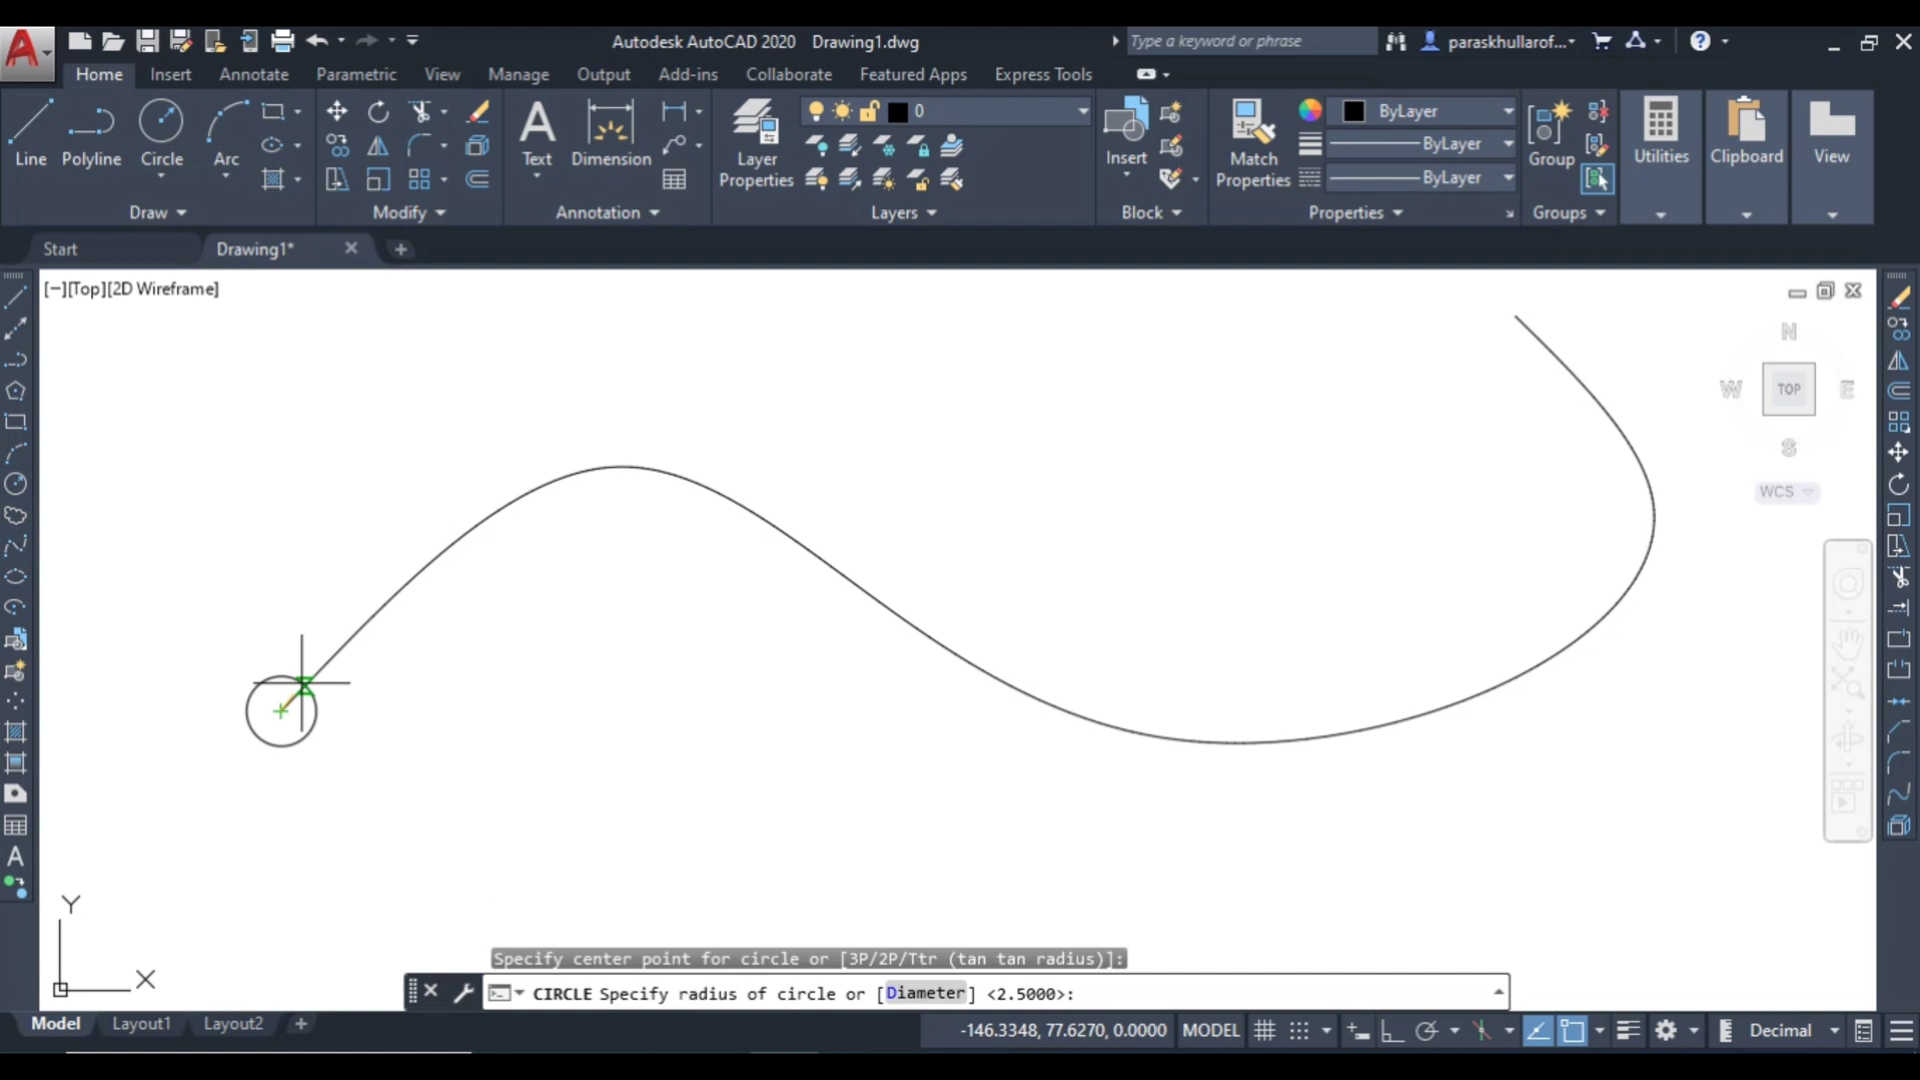 Autodesk AutoCAD 2020 Drawing1.dwg
Type a keyword or phrase
paraskhullarof...
Home Insert Annotate Parametric View Manage Output Add-ins Collaborate Featured Apps Express Tools
Line Polyline Circle Arc
Text Dimension
Layer Properties
0
Insert
Match Properties
ByLayer
ByLayer
ByLayer
Group
Utilities Clipboard View
Draw Modify Annotation Layers Block Properties Groups
Start Drawing1*
[−][Top][2D Wireframe]
N
W TOP E
S
WCS
Y
X
Specify center point for circle or [3P/2P/Ttr (tan tan radius)]:
CIRCLE Specify radius of circle or [Diameter] <2.5000>:
Model Layout1 Layout2
-146.3348, 77.6270, 0.0000 MODEL Decimal